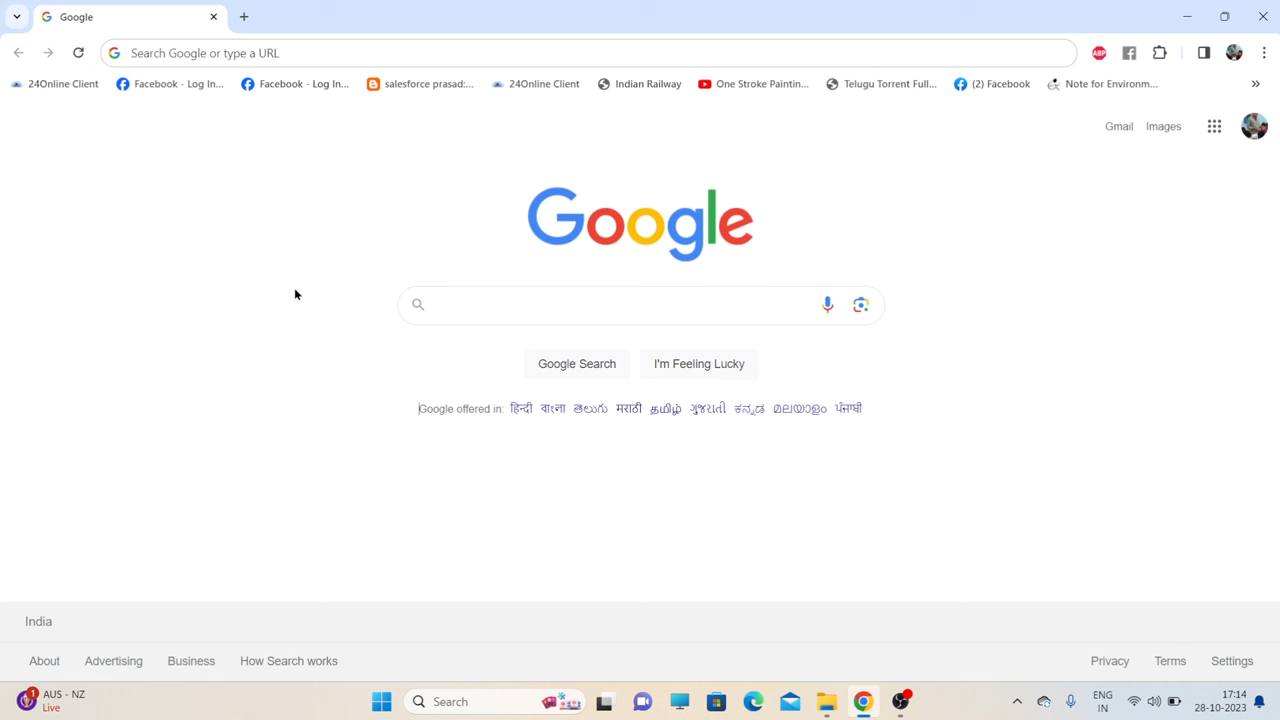 Google
Search Google or type a URL
ABP
24Online Client
Facebook - Log In...
Facebook - Log In...
salesforce prasad:...
24Online Client
Indian Railway
One Stroke Paintin...
Telugu Torrent Full...
(2) Facebook
Note for Environm...
»
Gmail Images
Google
Google Search
I'm Feeling Lucky
Google offered in: हिन्दी বাংলা తెలుగు मराठी தமிழ் ગુજરાતી ಕನ್ನಡ മലയാളം ਪੰਜਾਬੀ
India
About Advertising Business How Search works
Privacy Terms Settings
1
AUS - NZ
Live
Search
ENG
IN
17:14
28-10-2023